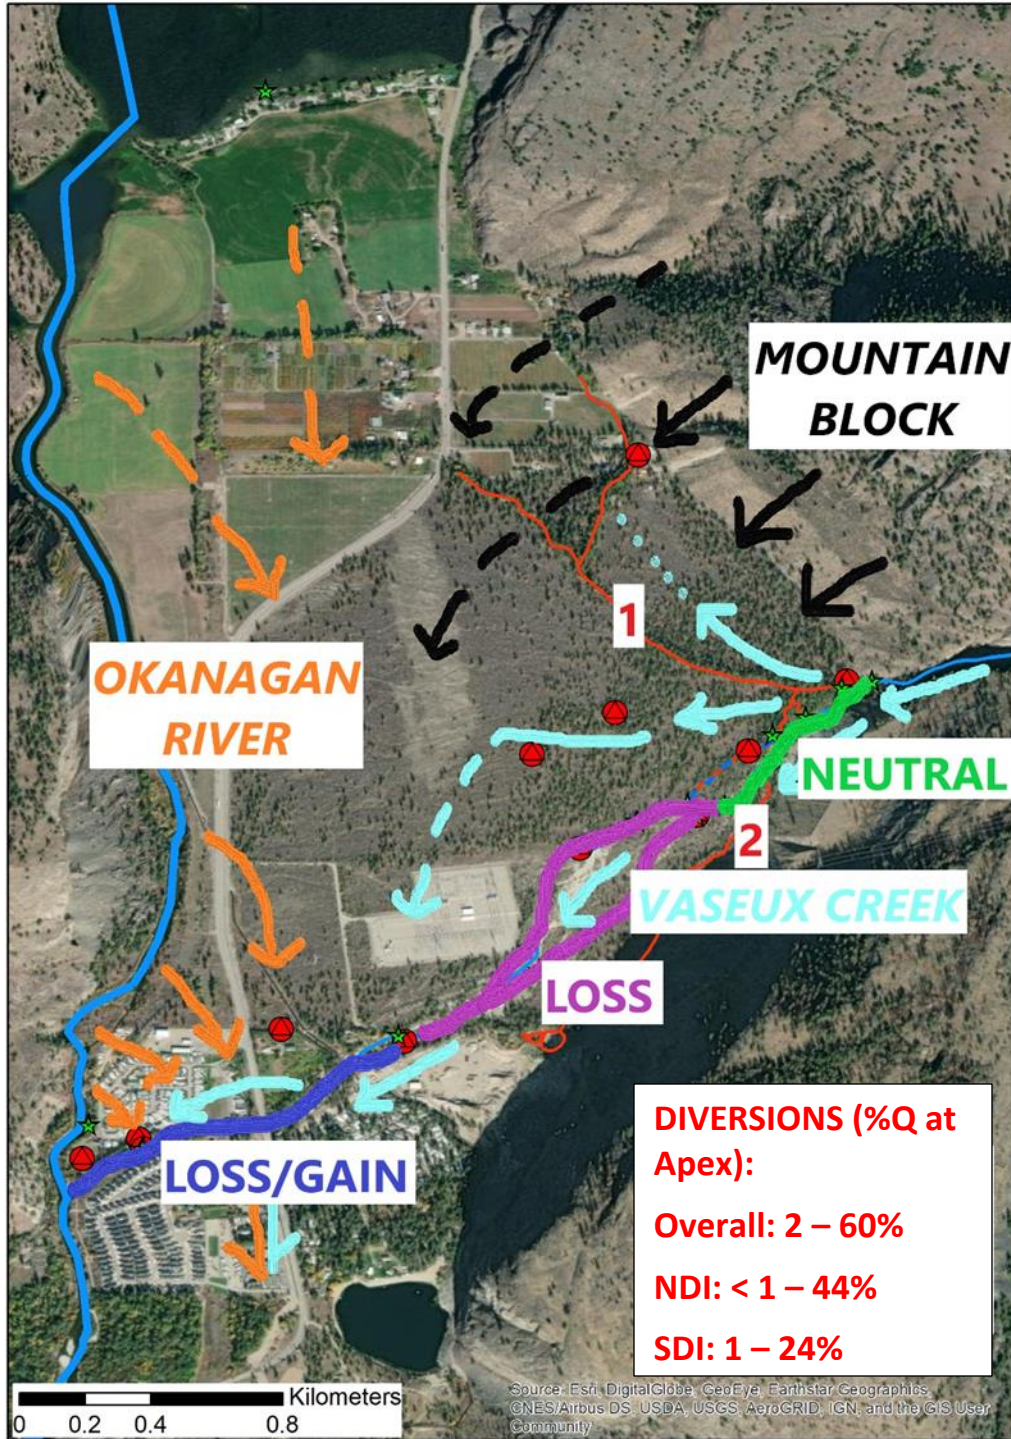 MOUNTAIN
BLOCK
1
OKANAGAN
RIVER
NEUTRAL
2
VASEUX CREEK
LOSS
LOSS/GAIN
DIVERSIONS (%Q at
Apex):
Overall: 2 – 60%
NDI: < 1 – 44%
SDI: 1 – 24%
Kilometers
0 0.2 0.4 0.8
Source: Esri, DigitalGlobe, GeoEye, Earthstar Geographics,
CNES/Airbus DS, USDA, USGS, AeroGRID, IGN, and the GIS User
Community